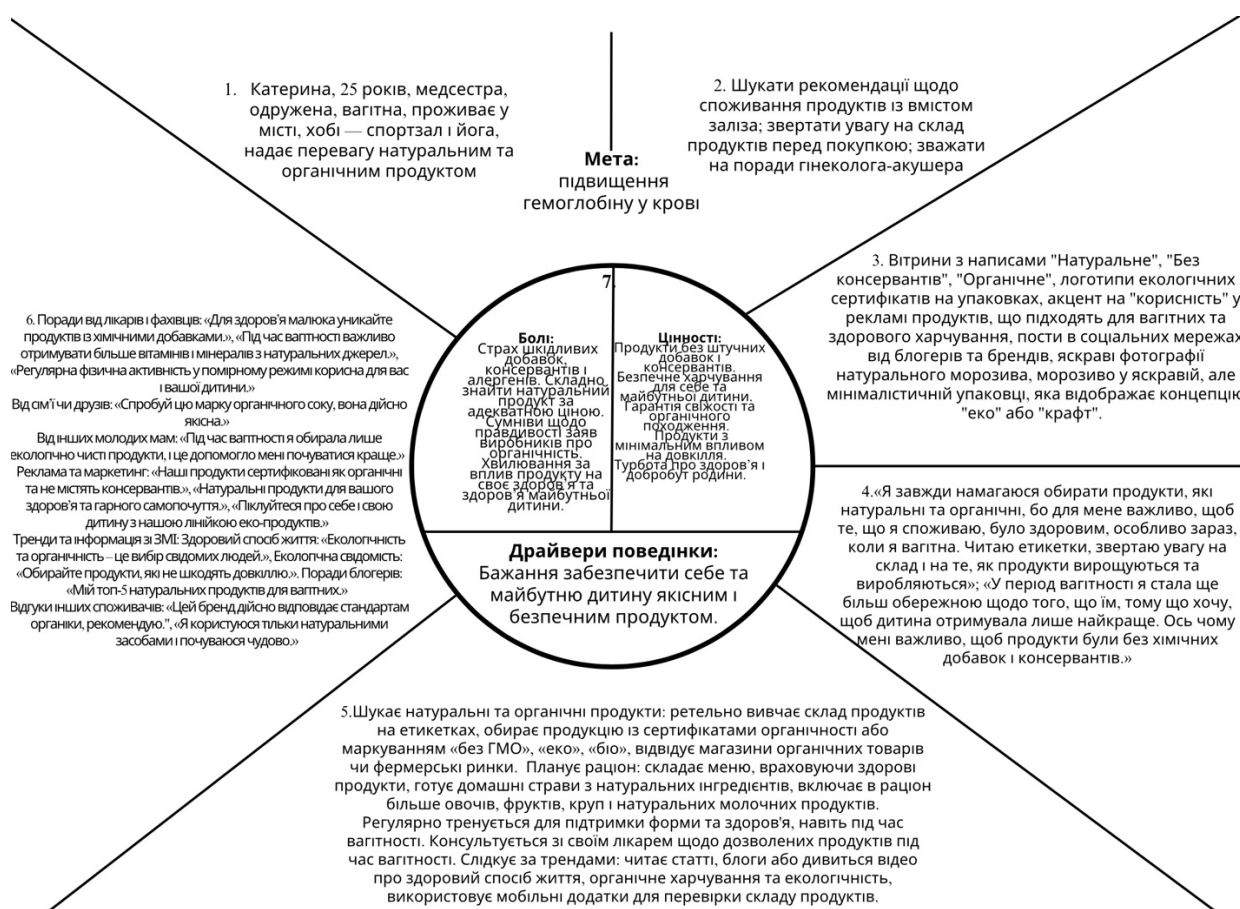 1. Катерина, 25 років, медсестра,
одружена, вагітна, проживає у
місті, хобі — спортзал і йога,
надає перевагу натуральним та
органічним продуктом
Мета:
підвищення
гемоглобіну у крові
2. Шукати рекомендації щодо
споживання продуктів із вмістом
заліза; звертати увагу на склад
продуктів перед покупкою; зважати
на поради гінеколога-акушера
3. Вітрини з написами "Натуральне", "Без
консервантів", "Органічне", логотипи екологічних
сертифікатів на упаковках, акцент на "корисність" у
рекламі продуктів, що підходять для вагітних та
здорового харчування, пости в соціальних мережах
від блогерів та брендів, яскраві фотографії
натурального морозива, морозиво у яскравій, але
мінімалістичній упаковці, яка відображає концепцію
"еко" або "крафт".
4.«Я завжди намагаюся обирати продукти, які
натуральні та органічні, бо для мене важливо, щоб
те, що я споживаю, було здоровим, особливо зараз,
коли я вагітна. Читаю етикетки, звертаю увагу на
склад і на те, як продукти вирощуються та
виробляються»; «У період вагітності я стала ще
більш обережною щодо того, що їм, тому що хочу,
щоб дитина отримувала лише найкраще. Ось чому
мені важливо, щоб продукти були без хімічних
добавок і консервантів.»
5.Шукає натуральні та органічні продукти: ретельно вивчає склад продуктів
на етикетках, обирає продукцію із сертифікатами органічності або
маркуванням «без ГМО», «еко», «біо», відвідує магазини органічних товарів
чи фермерські ринки. Планує раціон: складає меню, враховуючи здорові
продукти, готує домашні страви з натуральних інгредієнтів, включає в раціон
більше овочів, фруктів, круп і натуральних молочних продуктів.
Регулярно тренується для підтримки форми та здоров'я, навіть під час
вагітності. Консультується зі своїм лікарем щодо дозволених продуктів під
час вагітності. Слідкує за трендами: читає статті, блоги або дивиться відео
про здоровий спосіб життя, органічне харчування та екологічність,
використовує мобільні додатки для перевірки складу продуктів.
6. Поради від лікарів і фахівців: «Для здоров'я малюка уникайте
продуктів із хімічними добавками.», «Під час вагітності важливо
отримувати більше вітамінів і мінералів з натуральних джерел.»,
«Регулярна фізична активність у помірному режимі корисна для вас
і вашої дитини.»
Від сім'ї чи друзів: «Спробуй цю марку органічного соку, вона дійсно
якісна.»
Від інших молодих мам: «Під час вагітності я обирала лише
екологічно чисті продукти, і це допомогло мені почуватися краще.»
Реклама та маркетинг: «Наші продукти сертифіковані як органічні
та не містять консервантів.», «Натуральні продукти для вашого
здоров'я та гарного самопочуття.», «Піклуйтеся про себе і свою
дитину з нашою лінійкою еко-продуктів.»
Тренди та інформація зі ЗМІ: Здоровий спосіб життя: «Екологічність
та органічність – це вибір свідомих людей.», Екологічна свідомість:
«Обирайте продукти, які не шкодять довкіллю.». Поради блогерів:
«Мій топ-5 натуральних продуктів для вагітних.»
Відгуки інших споживачів: «Цей бренд дійсно відповідає стандартам
органіки, рекомендую.", «Я користуюся тільки натуральними
засобами і почуваюся чудово.»
7.
Болі:
Страх шкідливих
добавок,
консервантів і
алергенів. Складно
знайти натуральний
продукт за
адекватною ціною.
Сумніви щодо
правдивості заяв
виробників про
органічність.
Хвилювання за
вплив продукту на
своє здоров'я та
здоров'я майбутньої
дитини.
Цінності:
Продукти без штучних
добавок і
консервантів.
Безпечне харчування
для себе та
майбутньої дитини.
Гарантія свіжості та
органічного
походження.
Продукти з
мінімальним впливом
на довкілля.
Турбота про здоров'я і
добробут родини.
Драйвери поведінки:
Бажання забезпечити себе та
майбутню дитину якісним і
безпечним продуктом.